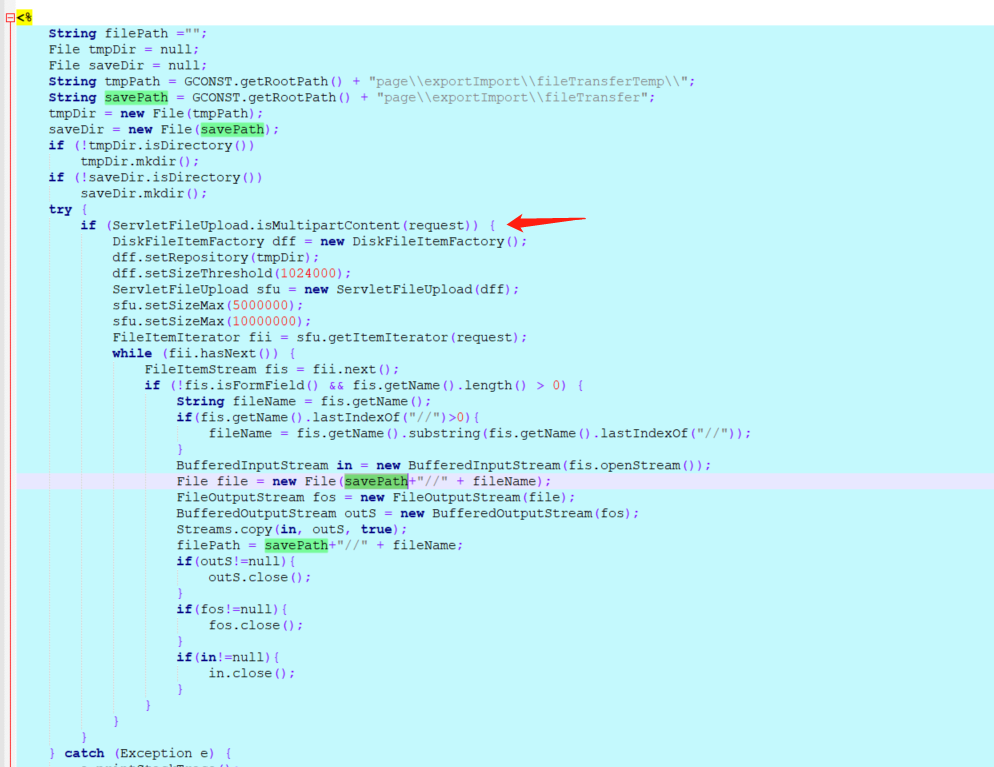 <%
String filePath ="";
File tmpDir = null;
File saveDir = null;
String tmpPath = GCONST.getRootPath() + "page\\exportImport\\fileTransferTemp\\";
String savePath = GCONST.getRootPath() + "page\\exportImport\\fileTransfer";
tmpDir = new File(tmpPath);
saveDir = new File(savePath);
if (!tmpDir.isDirectory())
tmpDir.mkdir();
if (!saveDir.isDirectory())
saveDir.mkdir();
try {
if (ServletFileUpload.isMultipartContent(request)) {
DiskFileItemFactory dff = new DiskFileItemFactory();
dff.setRepository(tmpDir);
dff.setSizeThreshold(1024000);
ServletFileUpload sfu = new ServletFileUpload(dff);
sfu.setSizeMax(5000000);
sfu.setSizeMax(10000000);
FileItemIterator fii = sfu.getItemIterator(request);
while (fii.hasNext()) {
FileItemStream fis = fii.next();
if (!fis.isFormField() && fis.getName().length() > 0) {
String fileName = fis.getName();
if(fis.getName().lastIndexOf("//")>0){
fileName = fis.getName().substring(fis.getName().lastIndexOf("//"));
}
BufferedInputStream in = new BufferedInputStream(fis.openStream());
File file = new File(savePath+"//" + fileName);
FileOutputStream fos = new FileOutputStream(file);
BufferedOutputStream outS = new BufferedOutputStream(fos);
Streams.copy(in, outS, true);
filePath = savePath+"//" + fileName;
if(outS!=null){
outS.close();
}
if(fos!=null){
fos.close();
}
if(in!=null){
in.close();
}
}
}
}
} catch (Exception e) {